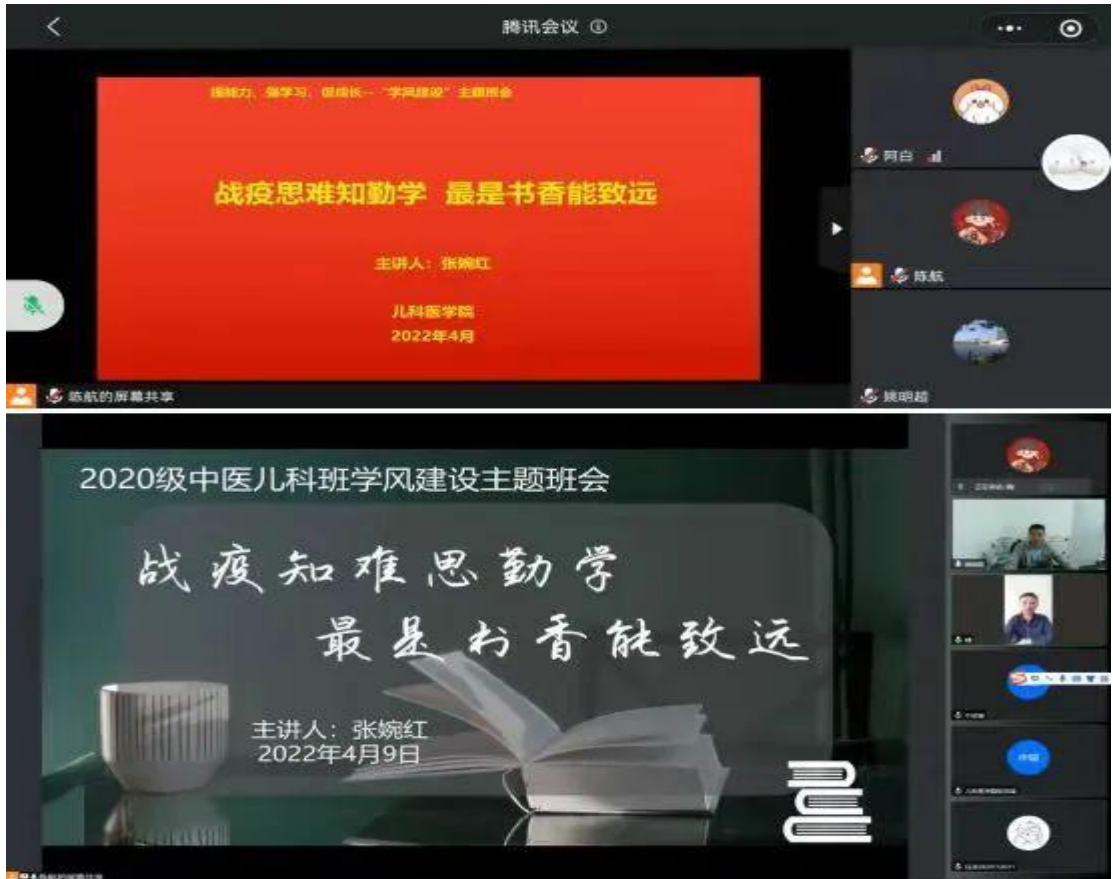 腾讯会议
提能力、强学习、促成长--“学风建设”主题班会
战疫思难知勤学 最是书香能致远
主讲人：张婉红
儿科医学院
2022年4月
阿白
陈航
姚明超
陈航的屏幕共享
2020级中医儿科班学风建设主题班会
战疫知难思勤学
最是书香能致远
主讲人：张婉红
2022年4月9日